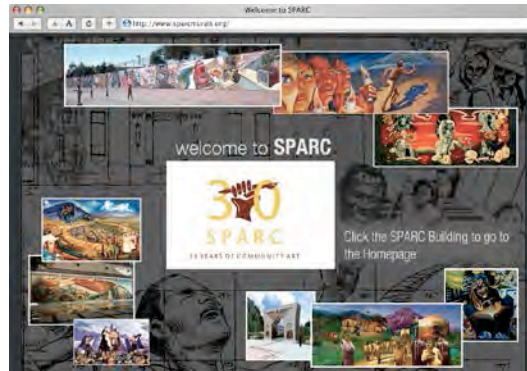 Welcome to SPARC
http://www.sparcmurals.org/
welcome to SPARC
30
SPARC
30 YEARS OF COMMUNITY ART
Click the SPARC Building to go to
the Homepage